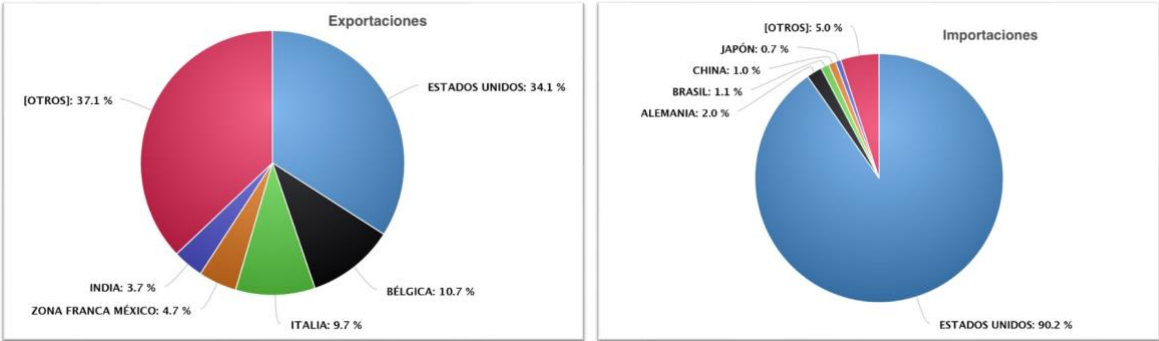 Exportaciones
[OTROS]: 37.1 %
ESTADOS UNIDOS: 34.1 %
INDIA: 3.7 %
ZONA FRANCA MÉXICO: 4.7 %
ITALIA: 9.7 %
BÉLGICA: 10.7 %
Importaciones
[OTROS]: 5.0 %
JAPÓN: 0.7 %
CHINA: 1.0 %
BRASIL: 1.1 %
ALEMANIA: 2.0 %
ESTADOS UNIDOS: 90.2 %